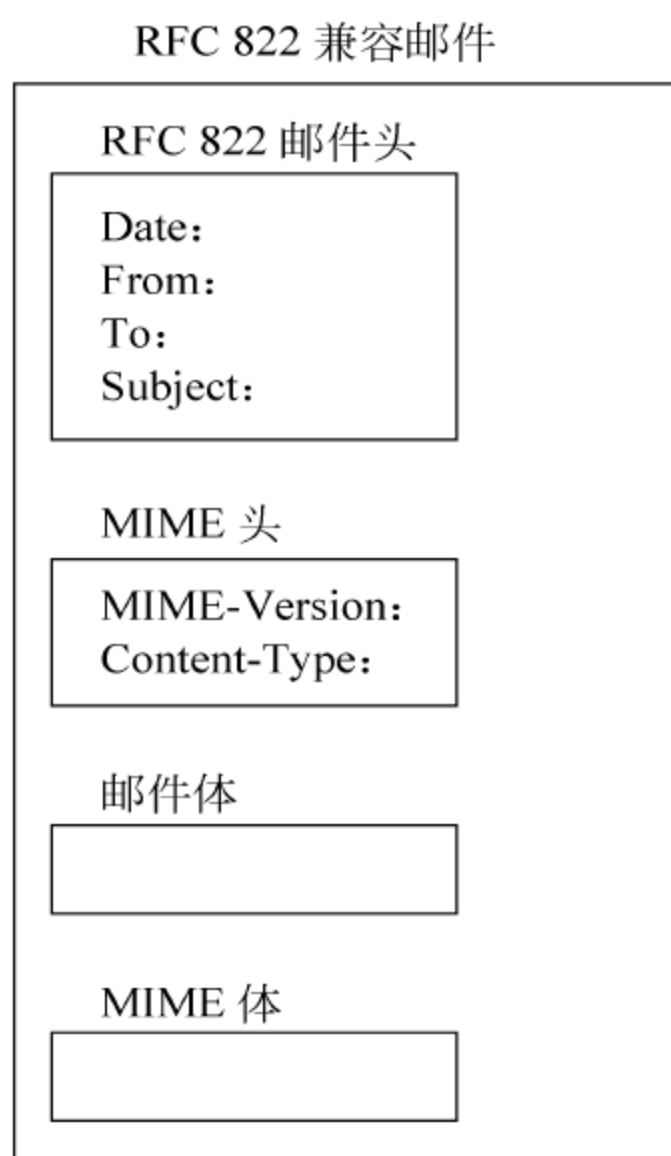 RFC 822 兼容邮件
RFC 822 邮件头
Date：
From：
To：
Subject：
MIME 头
MIME-Version：
Content-Type：
邮件体
MIME 体